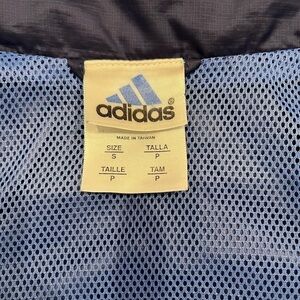 adidas®
MADE IN TAIWAN
SIZE TALLA
S P
TAILLE TAM
P P